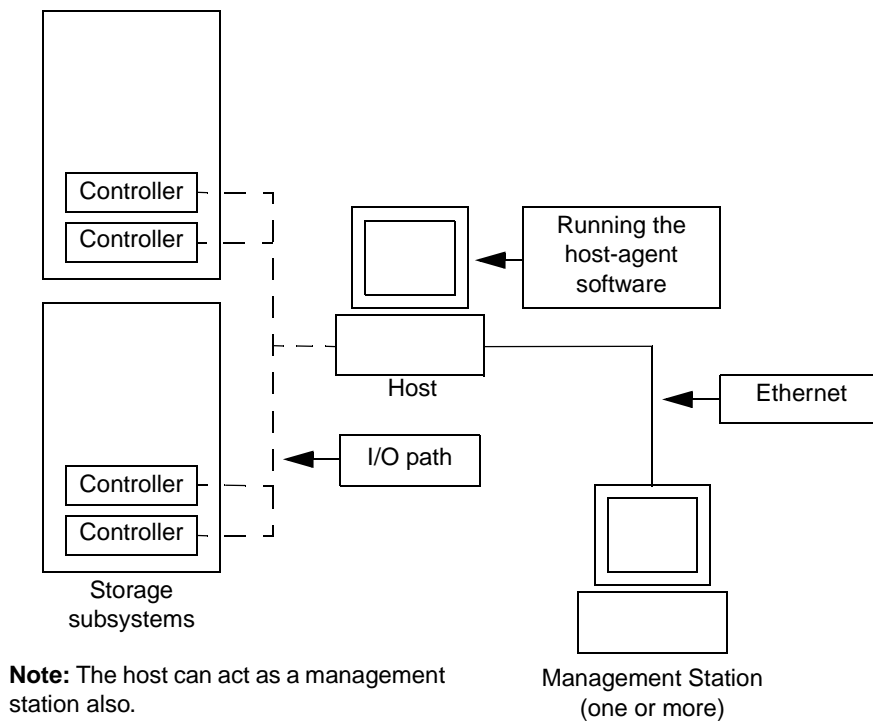 Controller
Controller
Running the
host-agent
software
Host
Ethernet
I/O path
Controller
Controller
Storage
subsystems
Note: The host can act as a management
station also.
Management Station
(one or more)